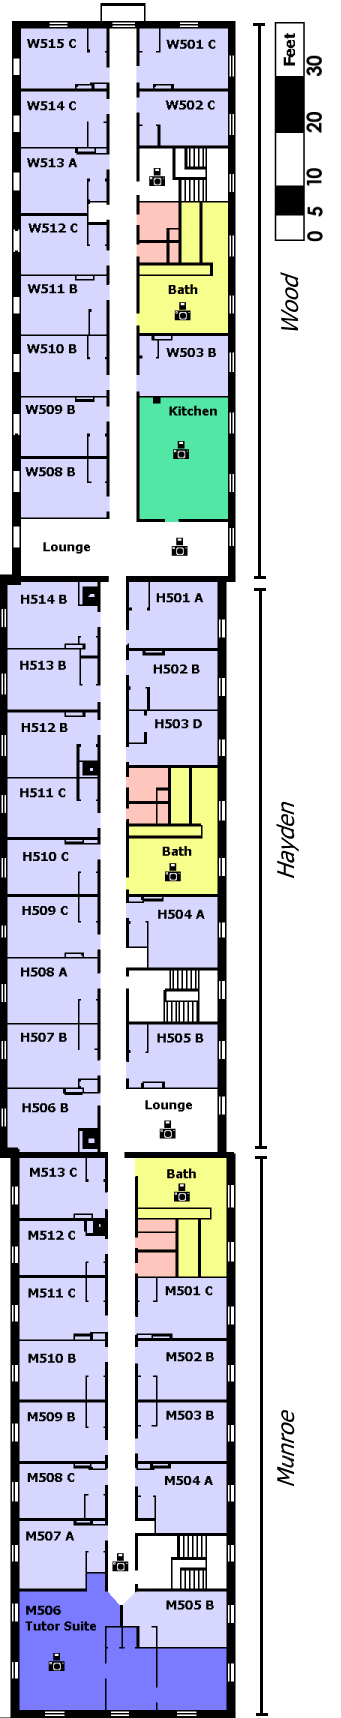 W515 C
W501 C
Feet
30
W514 C
W502 C
20
W513 A
10
5
0
W512 C
W511 B
Bath
Wood
W510 B
W503 B
W509 B
Kitchen
W508 B
Lounge
H514 B
H501 A
H513 B
H502 B
H512 B
H503 D
H511 C
Hayden
H510 C
Bath
H509 C
H504 A
H508 A
H507 B
H505 B
H506 B
Lounge
M513 C
Bath
M512 C
M511 C
M501 C
M510 B
M502 B
M509 B
M503 B
Munroe
M508 C
M504 A
M507 A
M506
Tutor Suite
M505 B